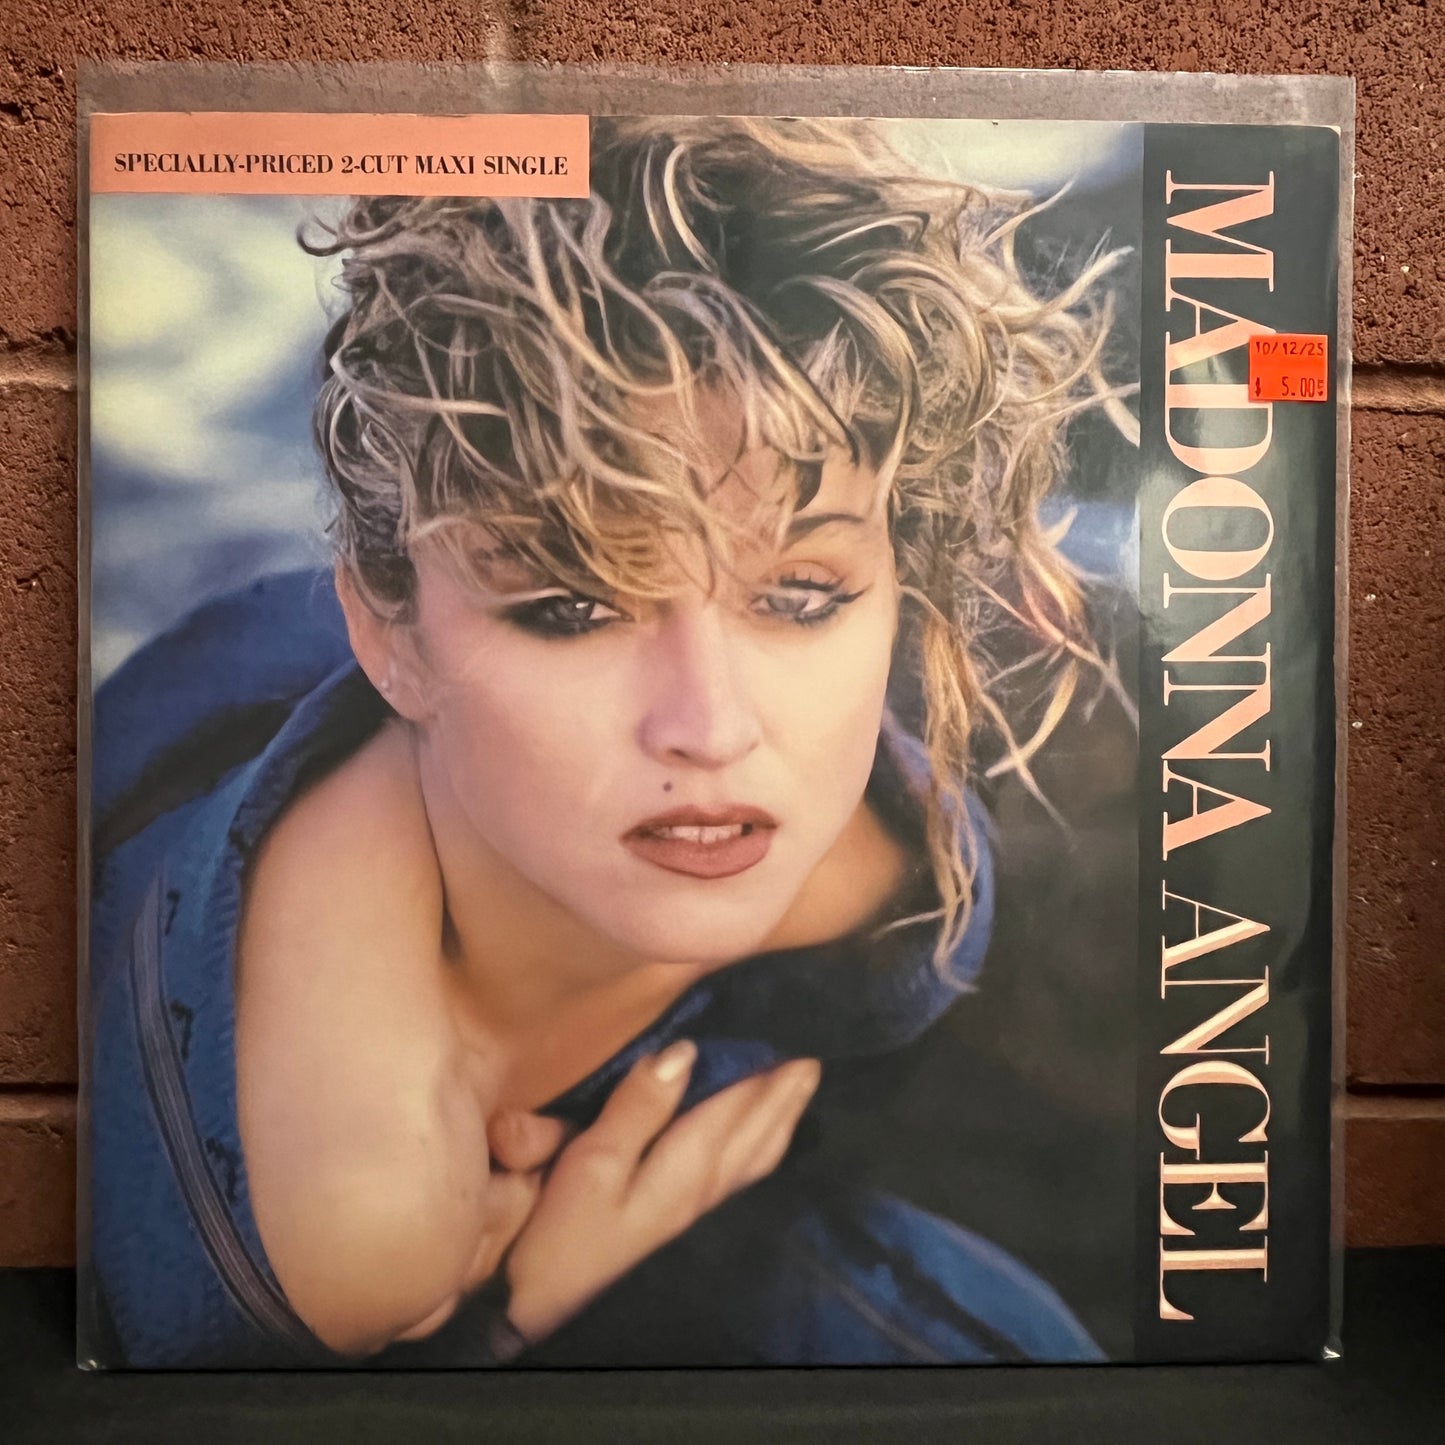 SPECIALLY-PRICED 2-CUT MAXI SINGLE
MADONNA ANGEL
10/12/25
$ 5.00